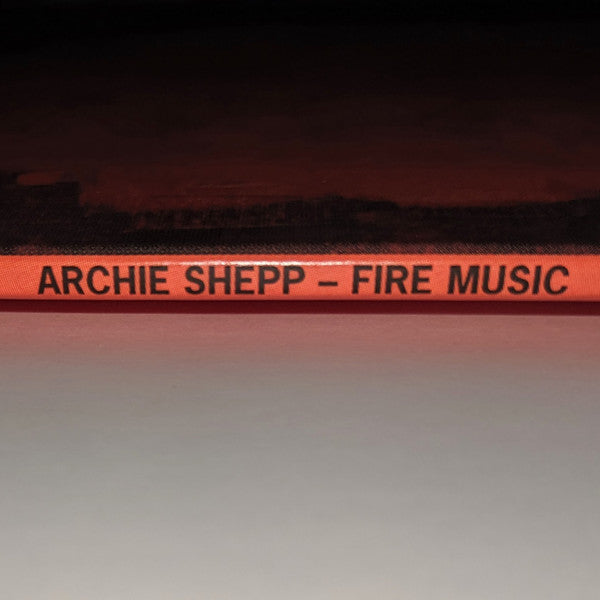 ARCHIE SHEPP – FIRE MUSIC